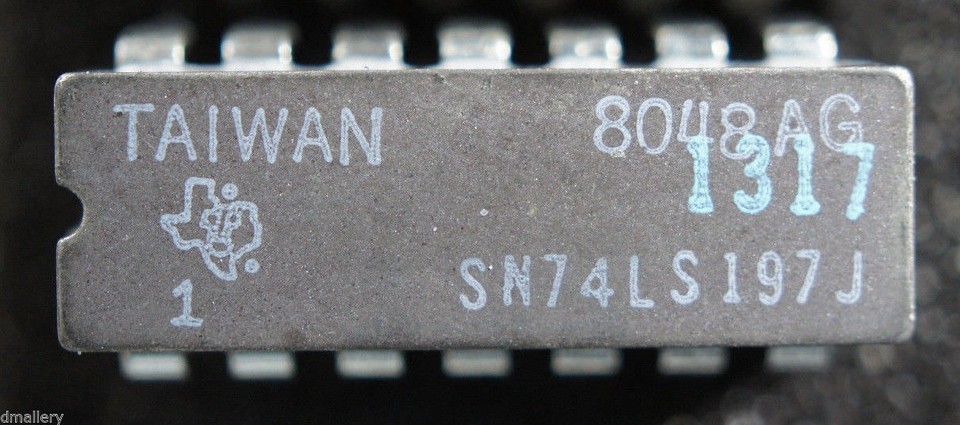 TAIWAN 8048AG
1317
1 SN74LS197J
dmallery